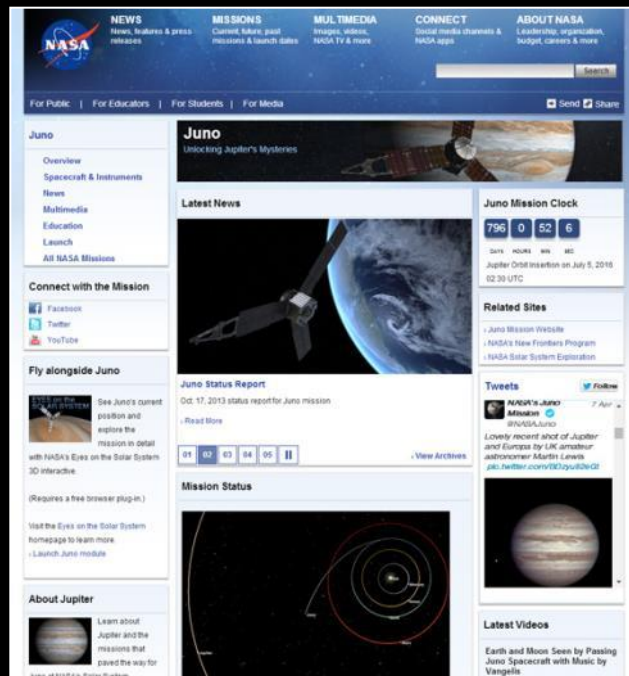 NASA
NEWS
News, features & press
releases
MISSIONS
Current, future, past
missions & launch dates
MULTIMEDIA
Images, videos,
NASA TV & more
CONNECT
Social media channels &
NASA apps
ABOUT NASA
Leadership, organization,
budget, careers & more
Search
For Public | For Educators | For Students | For Media
Send Share
Juno
Overview
Spacecraft & Instruments
News
Multimedia
Education
Launch
All NASA Missions
Connect with the Mission
Facebook
Twitter
YouTube
Fly alongside Juno
EYES on the
SOLAR SYSTEM
See Juno's current
position and
explore the
mission in detail
with NASA's Eyes on the Solar System
3D interactive.
(Requires a free browser plug-in.)
Visit the Eyes on the Solar System
homepage to learn more.
› Launch Juno module
About Jupiter
Learn about
Jupiter and the
missions that
paved the way for
Juno at NASA's Solar System
Juno
Unlocking Jupiter's Mysteries
Latest News
Juno Status Report
Oct. 17, 2013 status report for Juno mission
› Read More
01 02 03 04 05
› View Archives
Mission Status
Juno Mission Clock
796 0 52 6
DAYS HOURS MIN SEC
Jupiter Orbit Insertion on July 5, 2016
02:30 UTC
Related Sites
› Juno Mission Website
› NASA's New Frontiers Program
› NASA Solar System Exploration
Tweets
Follow
NASA's Juno
Mission
7 Apr
@NASAJuno
Lovely recent shot of Jupiter
and Europa by UK amateur
astronomer Martin Lewis
Latest Videos
Earth and Moon Seen by Passing
Juno Spacecraft with Music by
Vangelis